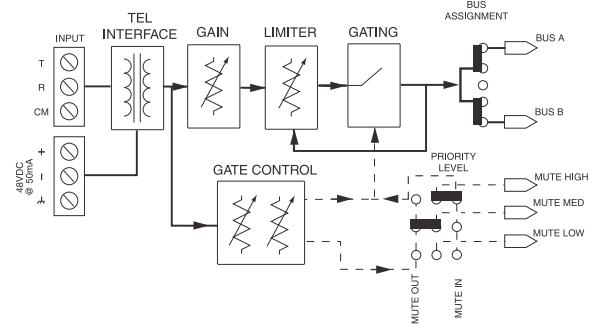 BUS
ASSIGNMENT
TEL
INTERFACE
GAIN
LIMITER
GATING
INPUT
BUS A
T
R
CM
BUS B
48VDC
@ 50mA
+
I
GATE CONTROL
PRIORITY
LEVEL
MUTE HIGH
MUTE MED
MUTE LOW
MUTE OUT
MUTE IN